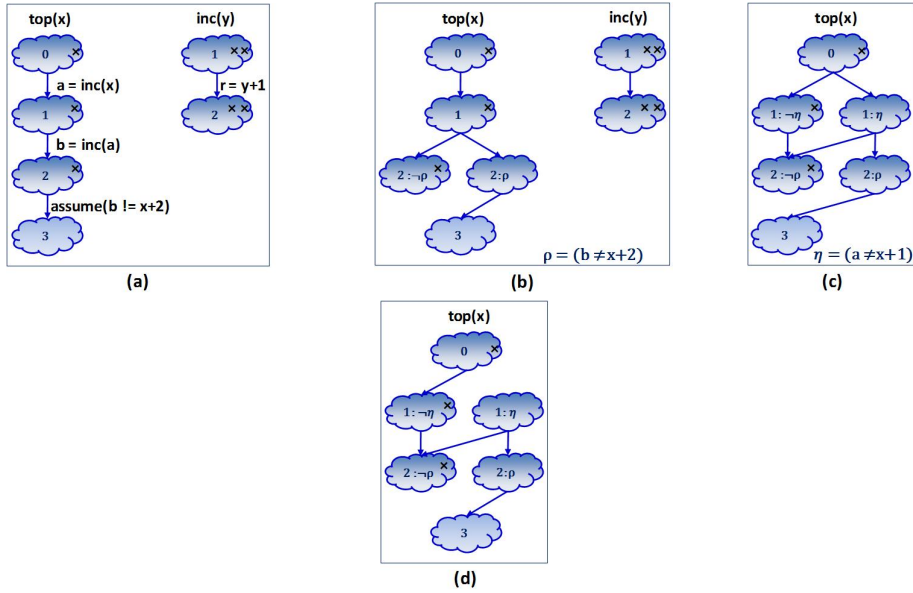 top(x)
inc(y)
0
1
a = inc(x)
r = y+1
1
2
b = inc(a)
2
assume(b != x+2)
3
(a)
top(x)
inc(y)
0
1
1
2
2 :¬ρ
2:ρ
3
ρ = (b ≠x+2)
(b)
top(x)
0
1: ¬η
1: η
2 :¬ρ
2:ρ
3
η = (a ≠x+1)
(c)
top(x)
0
1: ¬η
1: η
2 :¬ρ
2:ρ
3
(d)